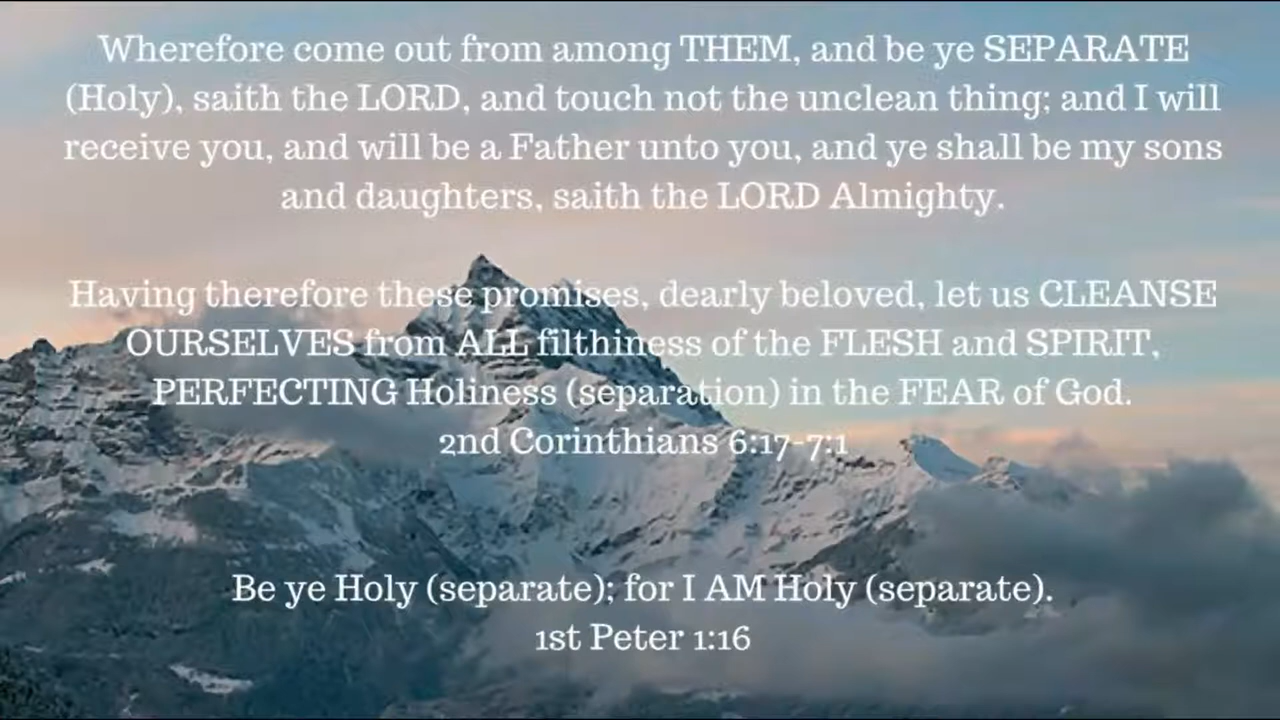 Wherefore come out from among THEM, and be ye SEPARATE
(Holy), saith the LORD, and touch not the unclean thing; and I will
receive you, and will be a Father unto you, and ye shall be my sons
and daughters, saith the LORD Almighty.
Having therefore these promises, dearly beloved, let us CLEANSE
OURSELVES from ALL filthiness of the FLESH and SPIRIT,
PERFECTING Holiness (separation) in the FEAR of God.
2nd Corinthians 6:17-7:1
Be ye Holy (separate); for I AM Holy (separate).
1st Peter 1:16